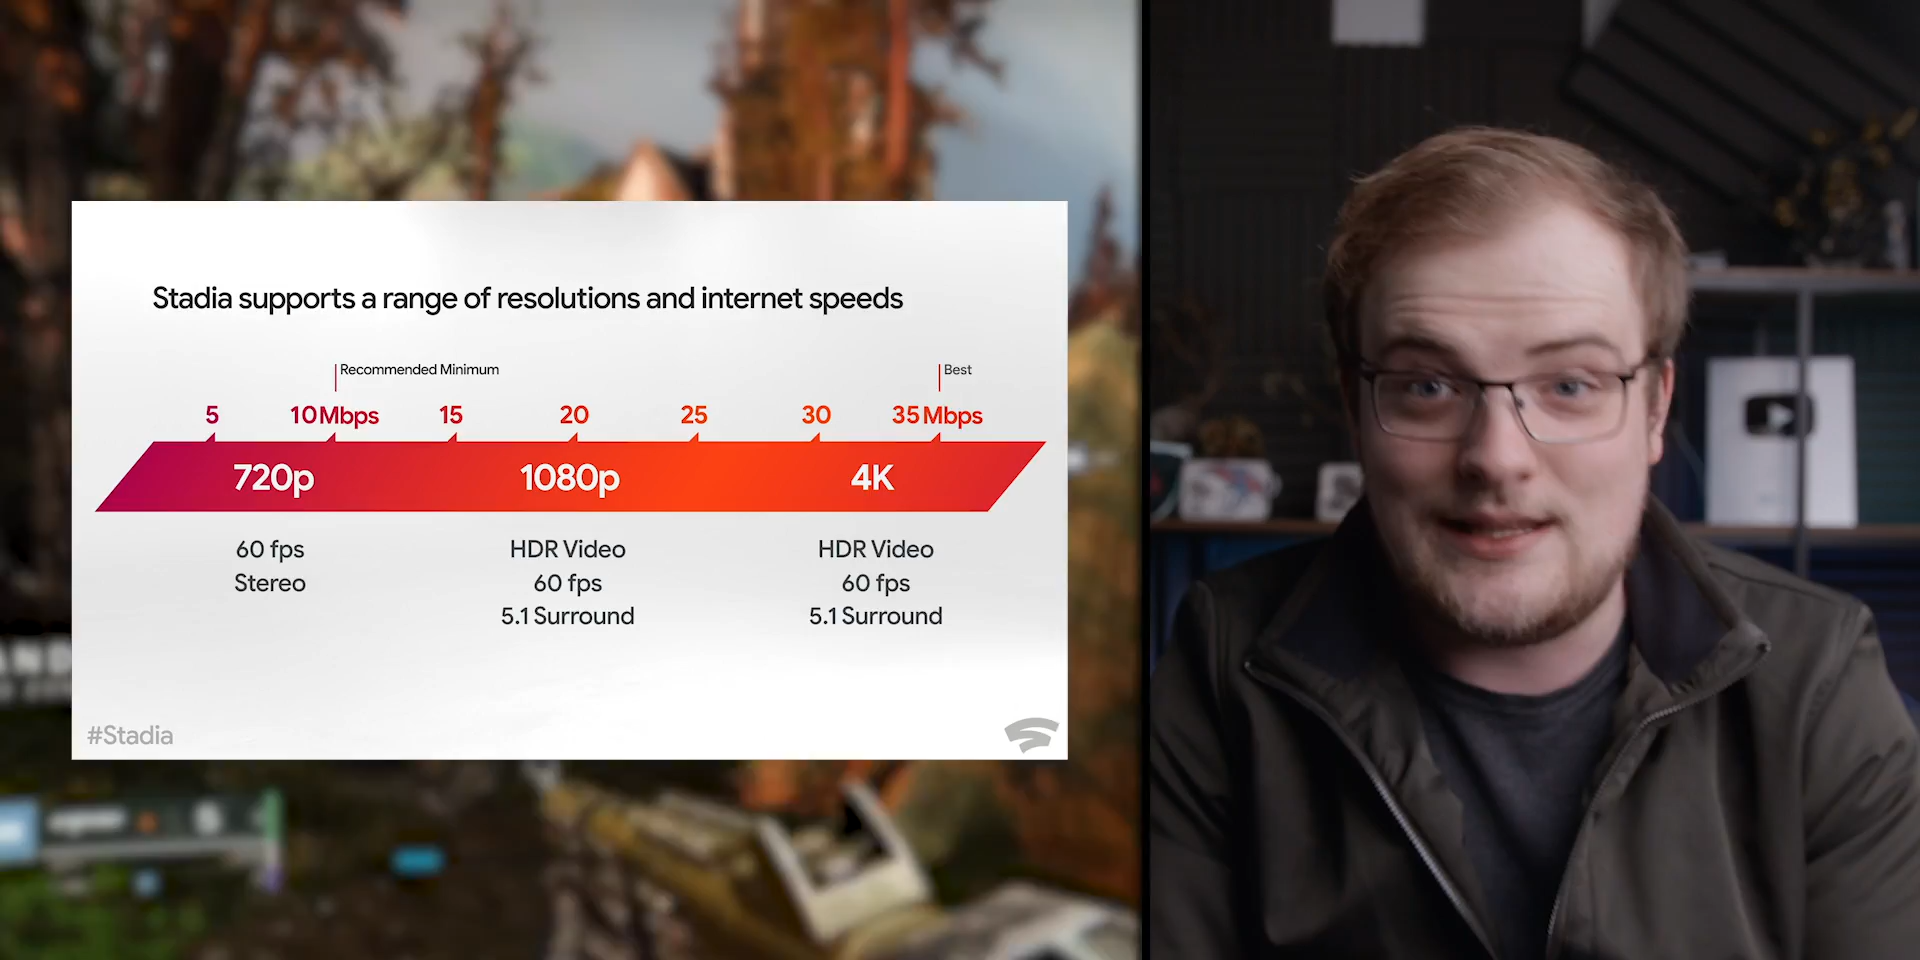 Stadia supports a range of resolutions and internet speeds
Recommended Minimum
Best
5 10 Mbps 15 20 25 30 35 Mbps
720p 1080p 4K
60 fps HDR Video HDR Video
Stereo 60 fps 60 fps
5.1 Surround 5.1 Surround
#Stadia